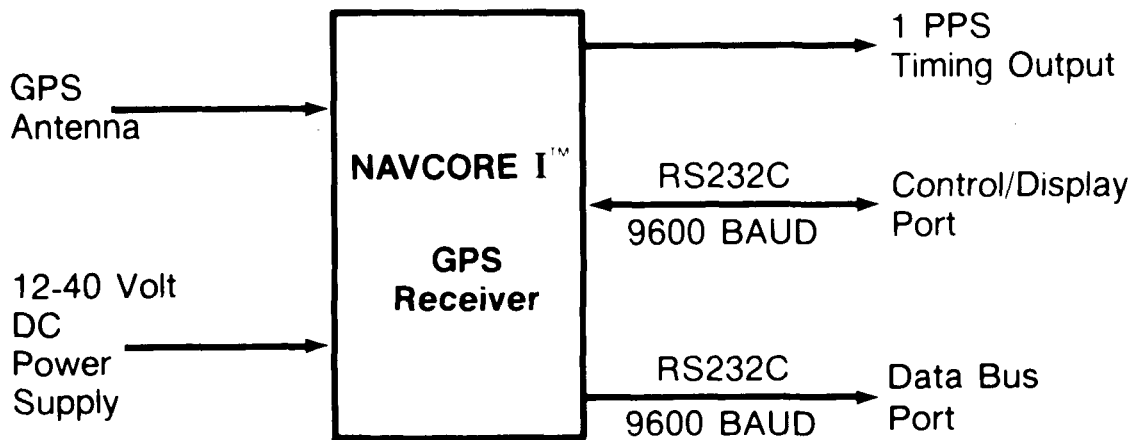 GPS
Antenna
12-40 Volt
DC
Power
Supply
NAVCORE I™
GPS
Receiver
1 PPS
Timing Output
RS232C
9600 BAUD
Control/Display
Port
RS232C
9600 BAUD
Data Bus
Port